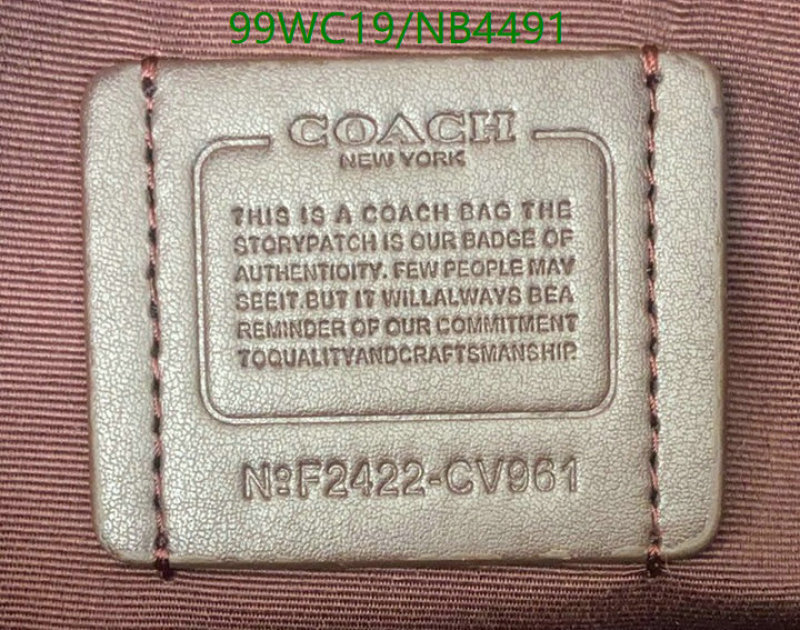 99WC19/NB4491
COACH
NEW YORK
THIS IS A COACH BAG THE
STORYPATCH IS OUR BADGE OF
AUTHENTIOITY. FEW PEOPLE MAY
SEEIT.BUT IT WILLALWAYS BEA
REMINDER OF OUR COMMITMENT
TOQUALITYANDCRAFTSMANSHIP.
NºF2422-CV961